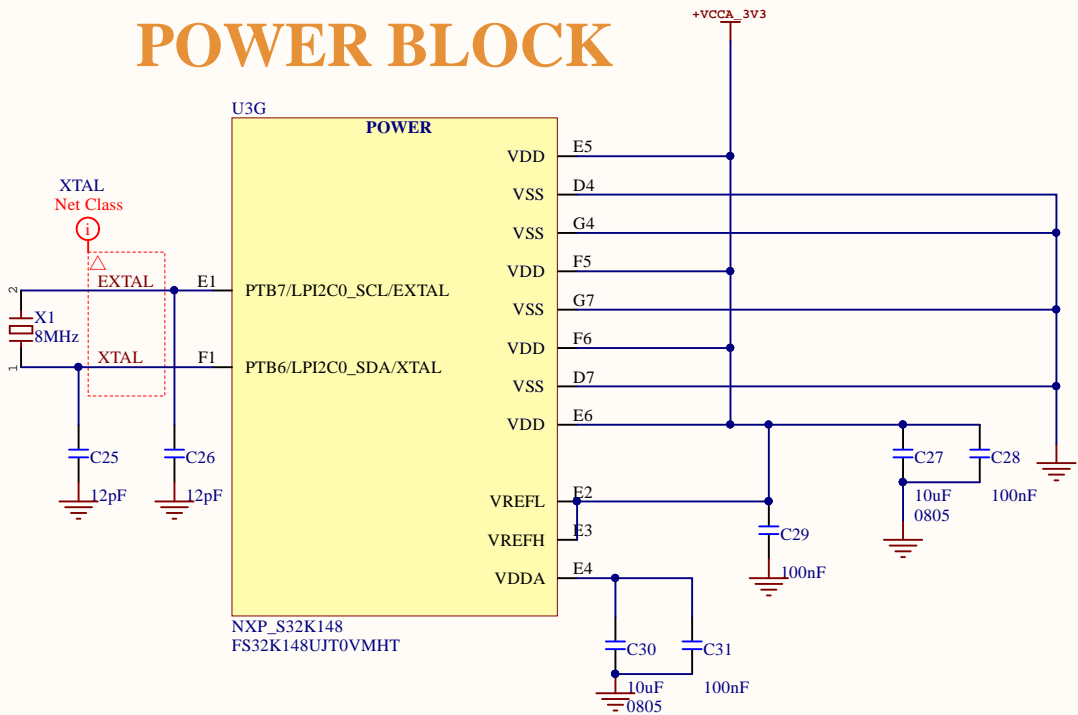 +VCCA_3V3
POWER BLOCK
U3G
POWER
VDD E5
VSS D4
VSS G4
VDD F5
VSS G7
VDD F6
VSS D7
VDD E6
VREFL E2
VREFH E3
VDDA E4
XTAL
Net Class
i
EXTAL E1 PTB7/LPI2C0_SCL/EXTAL
2
X1
8MHz
1
XTAL F1 PTB6/LPI2C0_SDA/XTAL
C25
12pF
C26
12pF
C27
10uF
0805
C28
100nF
C29
100nF
C30
10uF
0805
C31
100nF
NXP_S32K148
FS32K148UJT0VMHT